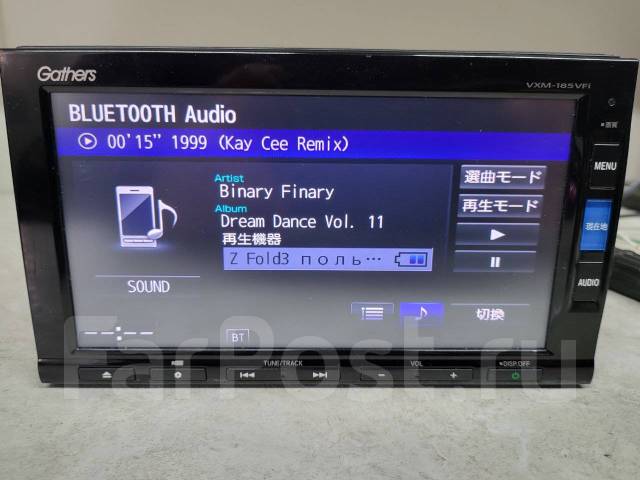 Gathers
VXM-185VFi
BLUETOOTH Audio
00'15" 1999 (Kay Cee Remix)
画面
MENU
Artist
Binary Finary
選曲モード
Album
Dream Dance Vol. 11
再生モード
再生機器
Z Fold3 поль…
現在地
SOUND
AUDIO
切換
--:--
BT
TUNE/TRACK
VOL
DISP.OFF
FarPost.ru